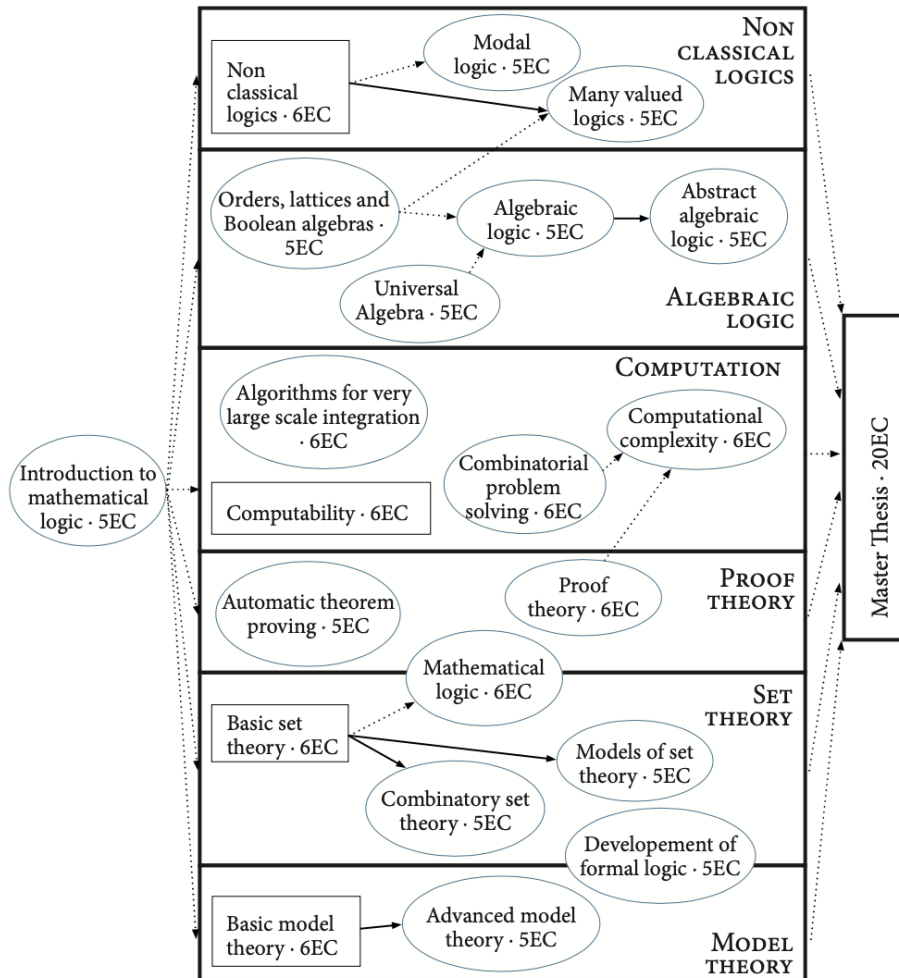 Non
classical
logics · 6EC
Modal
logic · 5EC
Many valued
logics · 5EC
Non
classical
logics
Orders, lattices and
Boolean algebras ·
5EC
Algebraic
logic · 5EC
Abstract
algebraic
logic · 5EC
Universal
Algebra · 5EC
Algebraic
logic
Computation
Algorithms for very
large scale integration
· 6EC
Computational
complexity · 6EC
Combinatorial
problem
solving · 6EC
Computability · 6EC
Introduction to
mathematical
logic · 5EC
Master Thesis · 20EC
Proof
theory
Automatic theorem
proving · 5EC
Proof
theory · 6EC
Mathematical
logic · 6EC
Set
theory
Basic set
theory · 6EC
Models of set
theory · 5EC
Combinatory set
theory · 5EC
Developement of
formal logic · 5EC
Basic model
theory · 6EC
Advanced model
theory · 5EC
Model
theory